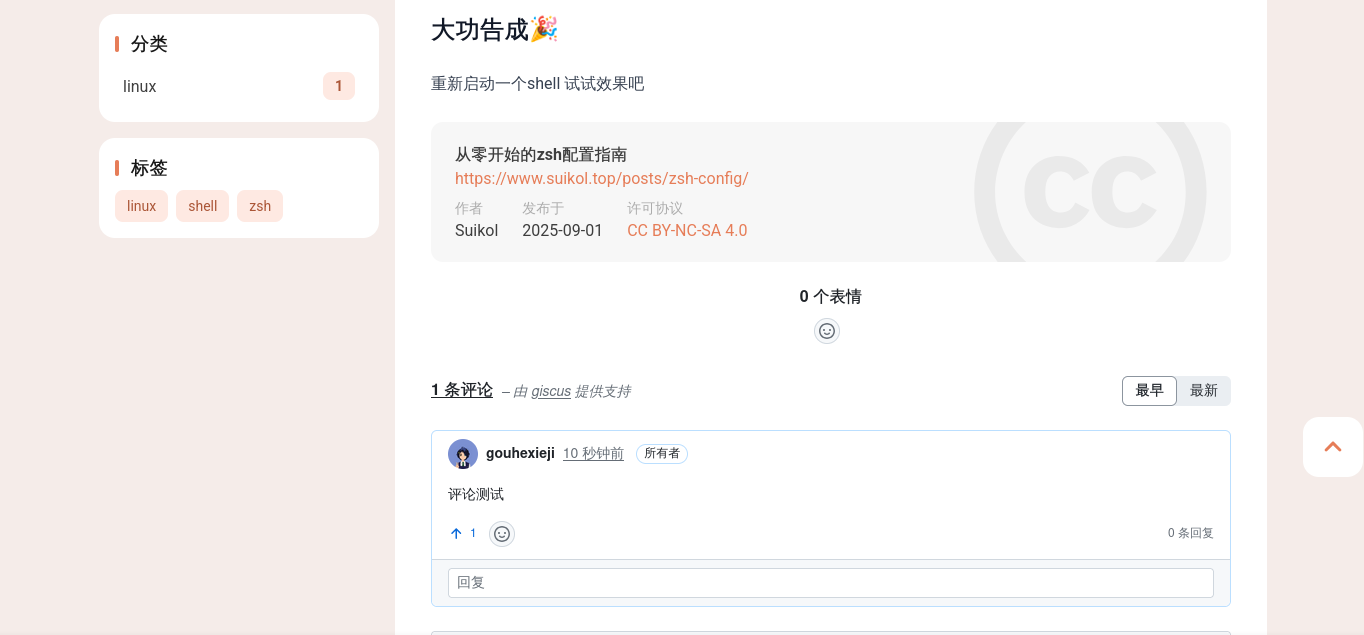 分类
linux 1
标签
linux shell zsh
大功告成🎉
重新启动一个shell 试试效果吧
从零开始的zsh配置指南
https://www.suikol.top/posts/zsh-config/
作者 发布于 许可协议
Suikol 2025-09-01 CC BY-NC-SA 4.0
cc
0 个表情
1 条评论 – 由 giscus 提供支持 最早 最新
gouhexieji 10 秒钟前 所有者
评论测试
1 0 条回复
回复